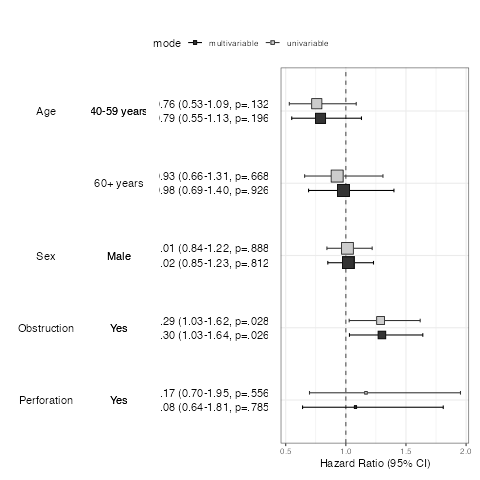 mode multivariable univariable
.76 (0.53-1.09, p=.132
Age 40-59 years
.79 (0.55-1.13, p=.196
.93 (0.66-1.31, p=.668
60+ years
.98 (0.69-1.40, p=.926
.01 (0.84-1.22, p=.888
Sex Male
.02 (0.85-1.23, p=.812
.29 (1.03-1.62, p=.028
Obstruction Yes
.30 (1.03-1.64, p=.026
.17 (0.70-1.95, p=.556
Perforation Yes
.08 (0.64-1.81, p=.785
0.5 1.0 1.5 2.0
Hazard Ratio (95% CI)